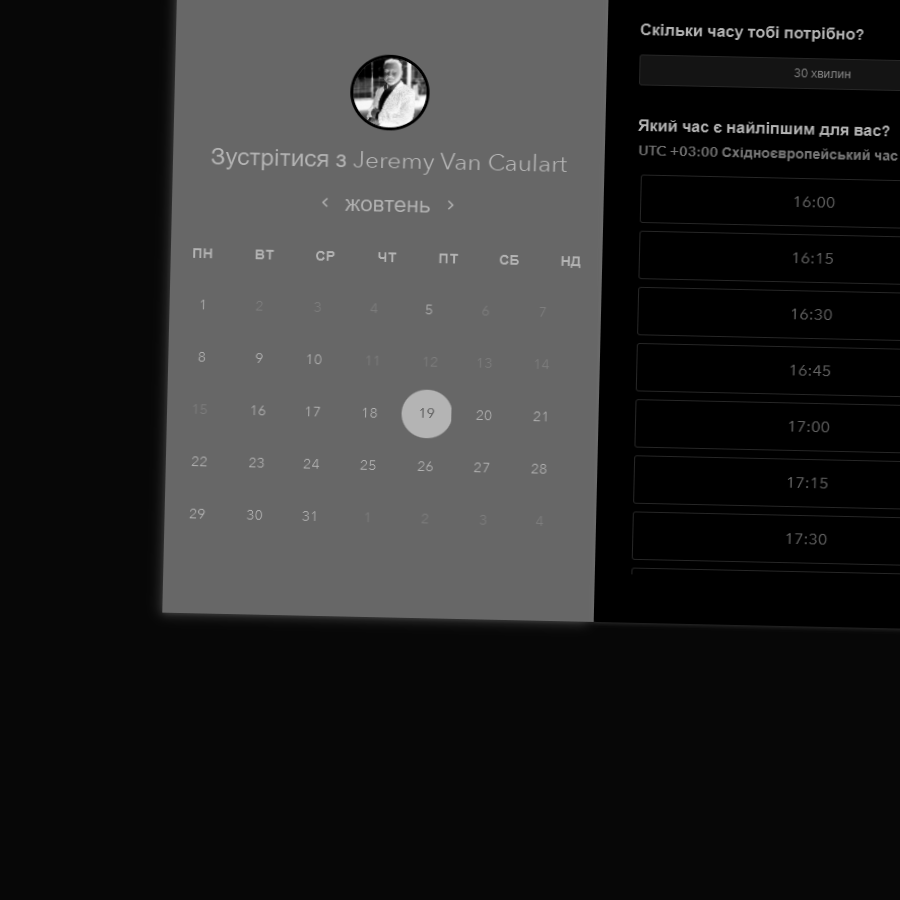 Зустрітися з Jeremy Van Caulart
‹ жовтень ›
ПН ВТ СР ЧТ ПТ СБ НД
1 2 3 4 5 6 7
8 9 10 11 12 13 14
15 16 17 18 19 20 21
22 23 24 25 26 27 28
29 30 31 1 2 3 4
Скільки часу тобі потрібно?
30 хвилин
Який час є найліпшим для вас?
UTC +03:00 Східноєвропейський час
16:00
16:15
16:30
16:45
17:00
17:15
17:30